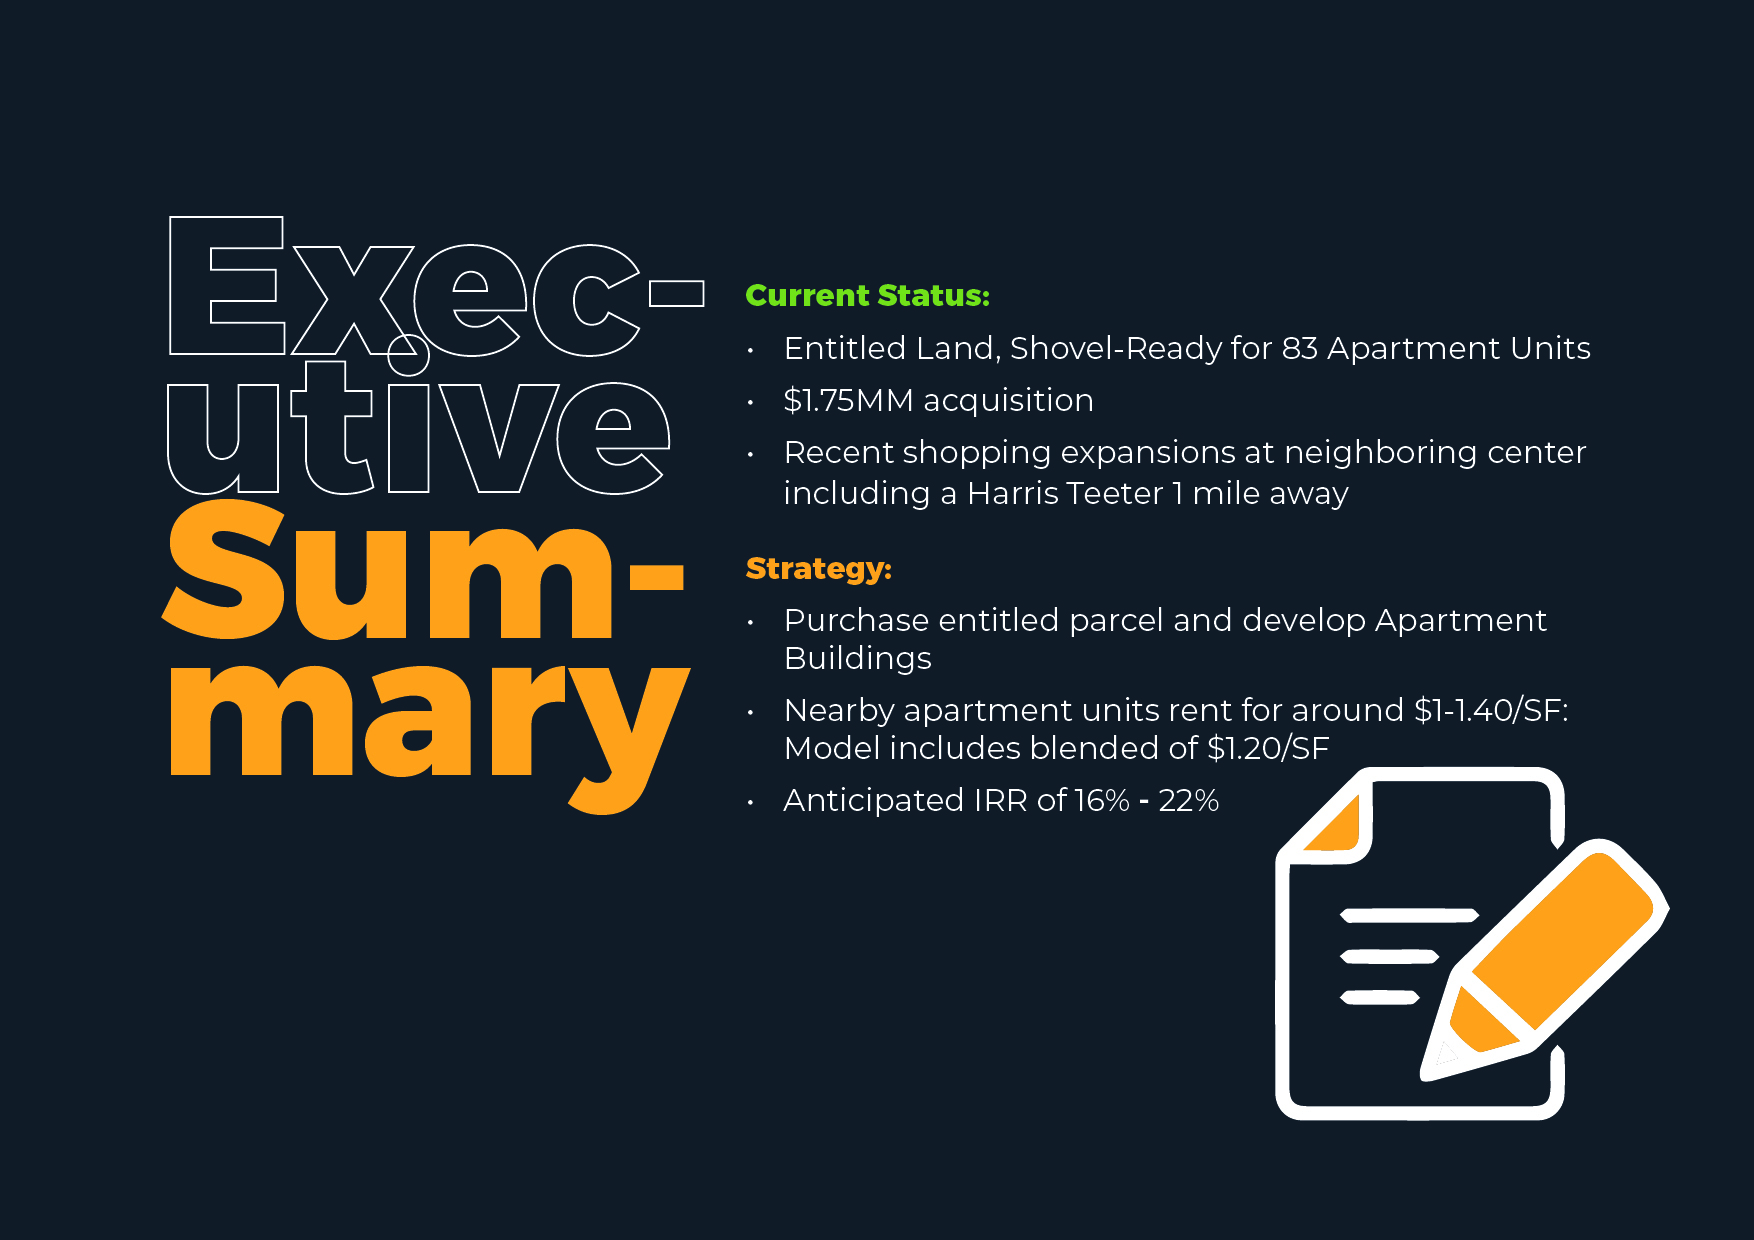 Exec-
utive
Sum-
mary
Current Status:
• Entitled Land, Shovel-Ready for 83 Apartment Units
• $1.75MM acquisition
• Recent shopping expansions at neighboring center
including a Harris Teeter 1 mile away
Strategy:
• Purchase entitled parcel and develop Apartment
Buildings
• Nearby apartment units rent for around $1-1.40/SF:
Model includes blended of $1.20/SF
• Anticipated IRR of 16% - 22%